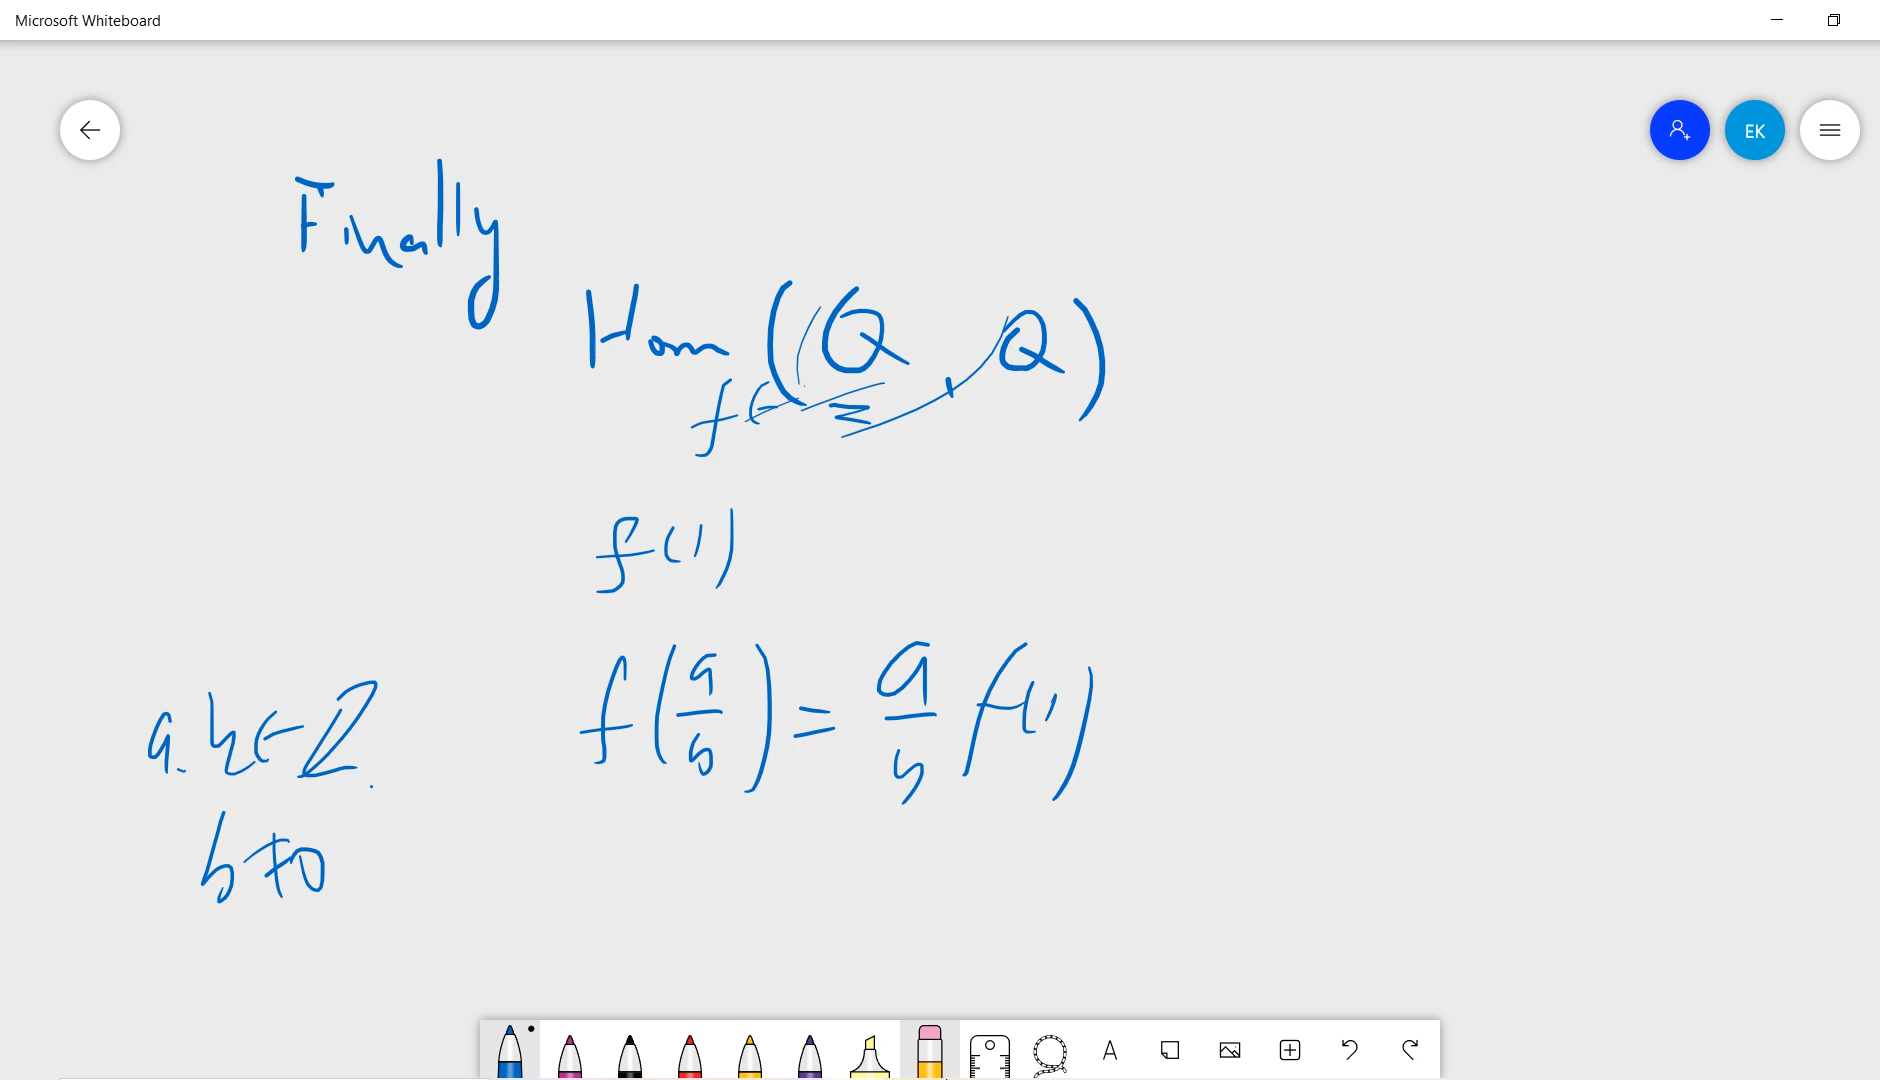 Microsoft Whiteboard
EK
Finally
Hom (Q, Q)
f ∈ =
f(1)
f(a/b) = a/b f(1)
a, b ∈ Z.
b ≠ 0
A